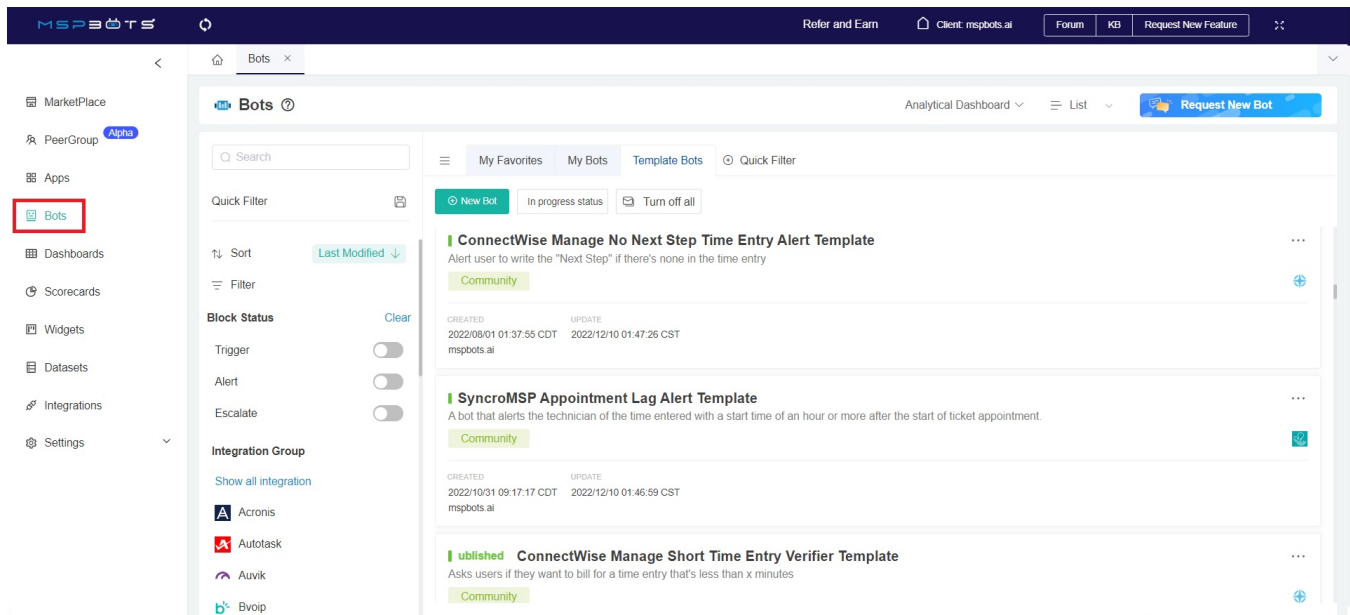 MSPBOTS
Refer and Earn
Client: mspbots.ai
Forum
KB
Request New Feature
Bots ×
MarketPlace
PeerGroup Alpha
Apps
Bots
Dashboards
Scorecards
Widgets
Datasets
Integrations
Settings
Bots
Analytical Dashboard
List
Request New Bot
Search
Quick Filter
Sort
Last Modified ↓
Filter
Block Status
Clear
Trigger
Alert
Escalate
Integration Group
Show all integration
Acronis
Autotask
Auvik
Bvoip
My Favorites
My Bots
Template Bots
Quick Filter
New Bot
In progress status
Turn off all
ConnectWise Manage No Next Step Time Entry Alert Template
Alert user to write the "Next Step" if there's none in the time entry
Community
CREATED UPDATE
2022/08/01 01:37:55 CDT 2022/12/10 01:47:26 CST
mspbots.ai
SyncroMSP Appointment Lag Alert Template
A bot that alerts the technician of the time entered with a start time of an hour or more after the start of ticket appointment.
Community
CREATED UPDATE
2022/10/31 09:17:17 CDT 2022/12/10 01:46:59 CST
mspbots.ai
ublished ConnectWise Manage Short Time Entry Verifier Template
Asks users if they want to bill for a time entry that's less than x minutes
Community